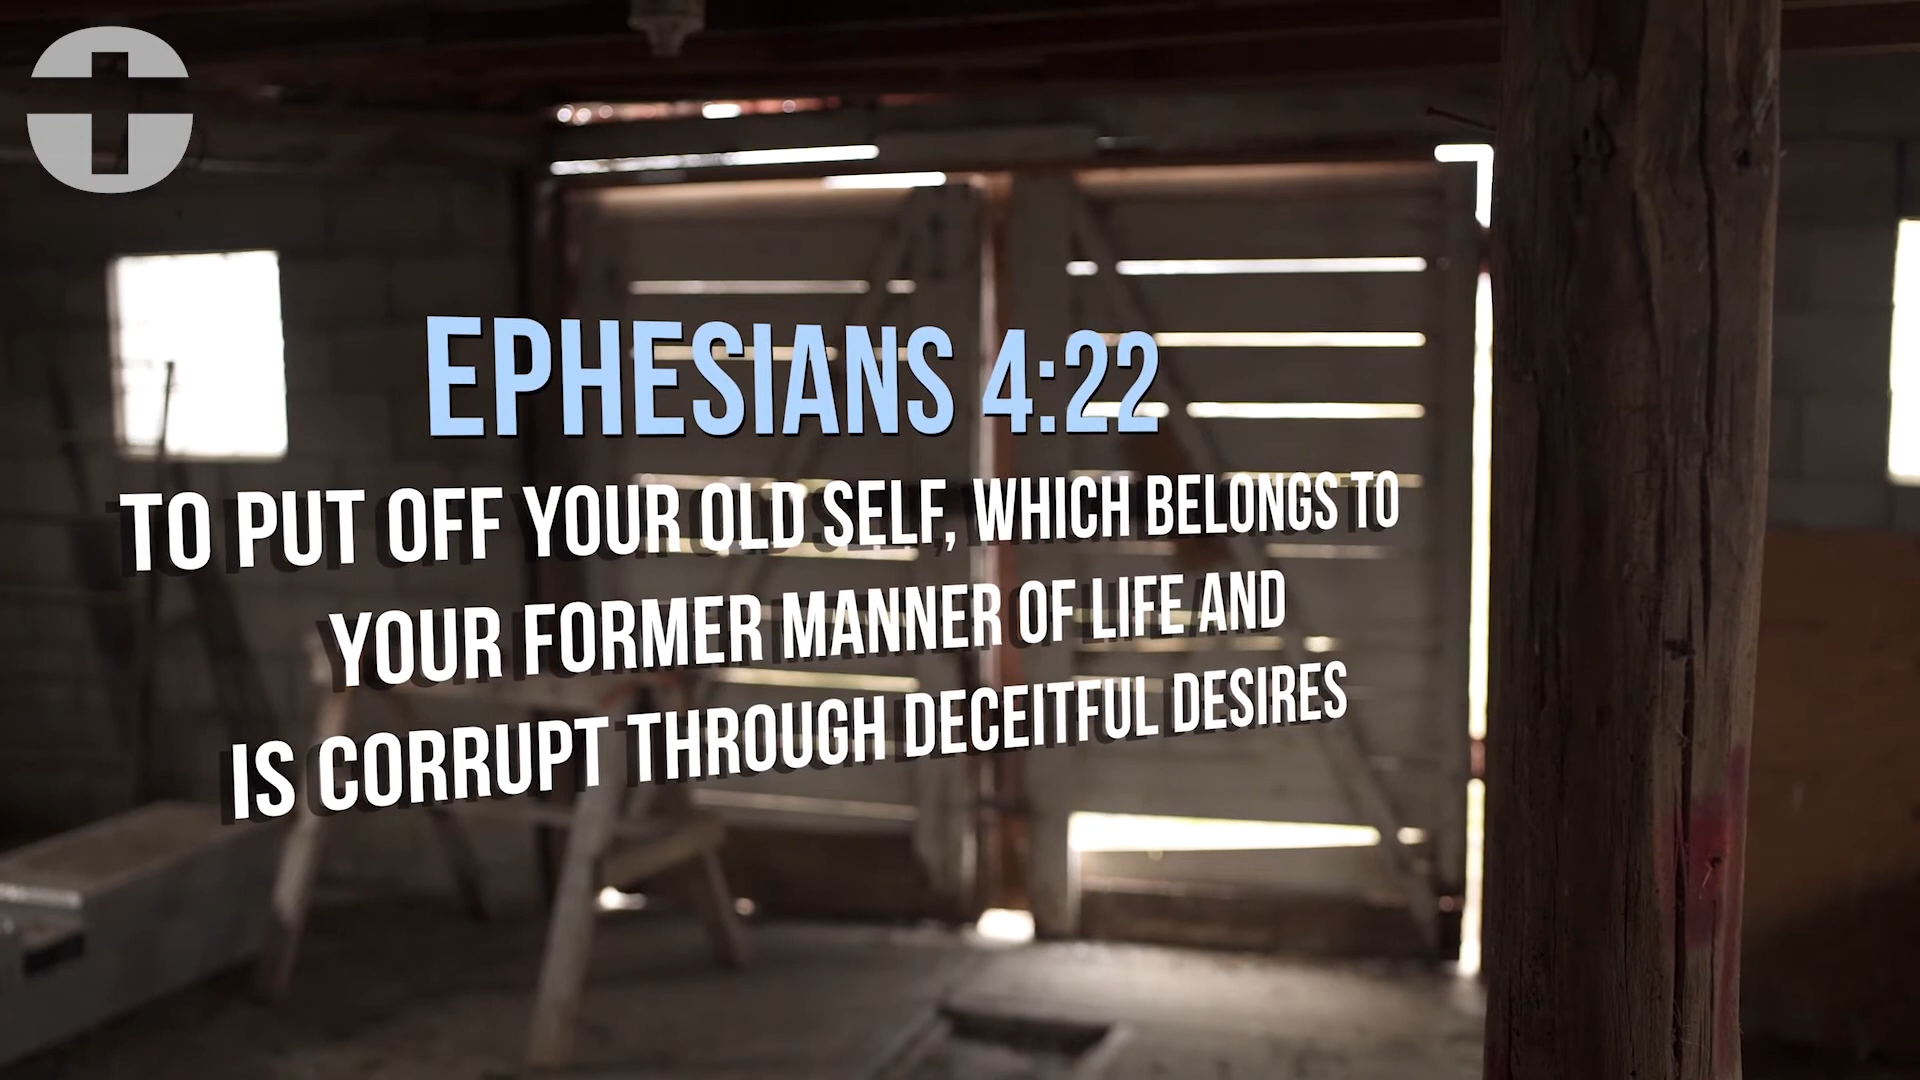 EPHESIANS 4:22
TO PUT OFF YOUR OLD SELF, WHICH BELONGS TO
YOUR FORMER MANNER OF LIFE AND
IS CORRUPT THROUGH DECEITFUL DESIRES